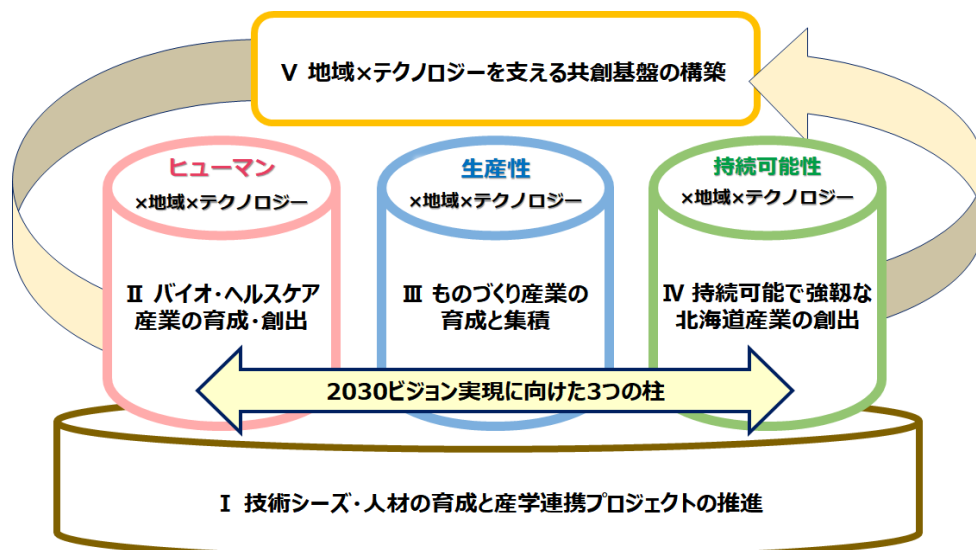 Ⅴ 地域×テクノロジーを支える共創基盤の構築
ヒューマン
×地域×テクノロジー
Ⅱ バイオ・ヘルスケア
産業の育成・創出
生産性
×地域×テクノロジー
Ⅲ ものづくり産業の
育成と集積
持続可能性
×地域×テクノロジー
Ⅳ 持続可能で強靱な
北海道産業の創出
2030ビジョン実現に向けた3つの柱
Ⅰ 技術シーズ・人材の育成と産学連携プロジェクトの推進